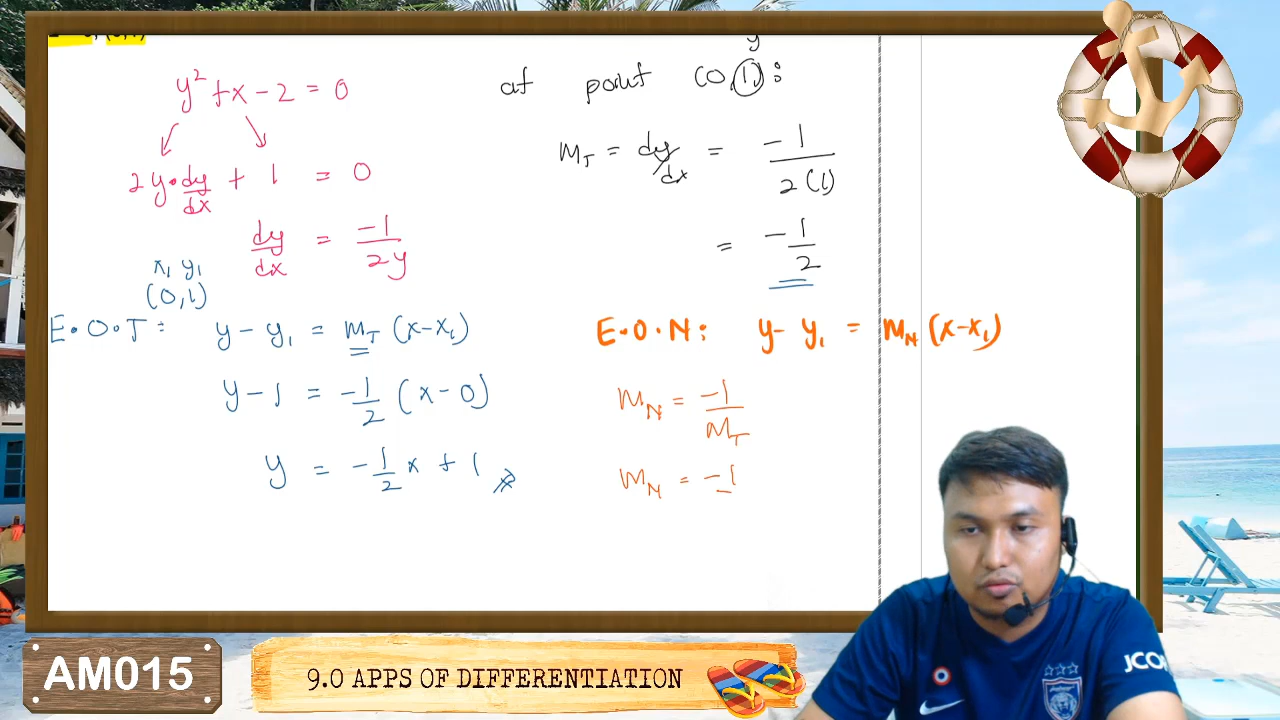 y² + x - 2 = 0
2y · dy/dx + 1 = 0
dy/dx = -1/2y
at point (0, 1) :
y
m_T = dy/dx = -1/2(1)
= -1/2
x₁ y₁
(0, 1)
E.O.T : y - y₁ = m_T (x - x₁)
y - 1 = -1/2 (x - 0)
y = -1/2 x + 1
E.O.N : y - y₁ = m_N (x - x₁)
m_N = -1/m_T
m_N = -1
AM015
9.0 APPS OF DIFFERENTIATION
JCO